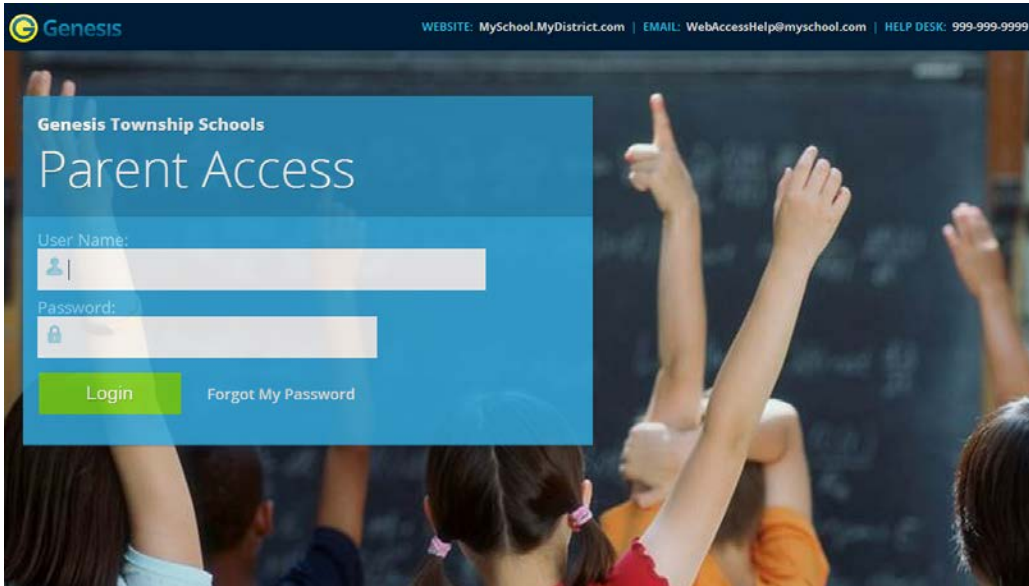 Genesis
WEBSITE: MySchool.MyDistrict.com | EMAIL: WebAccessHelp@myschool.com | HELP DESK: 999-999-9999
Genesis Township Schools
Parent Access
User Name:
Password:
Login Forgot My Password